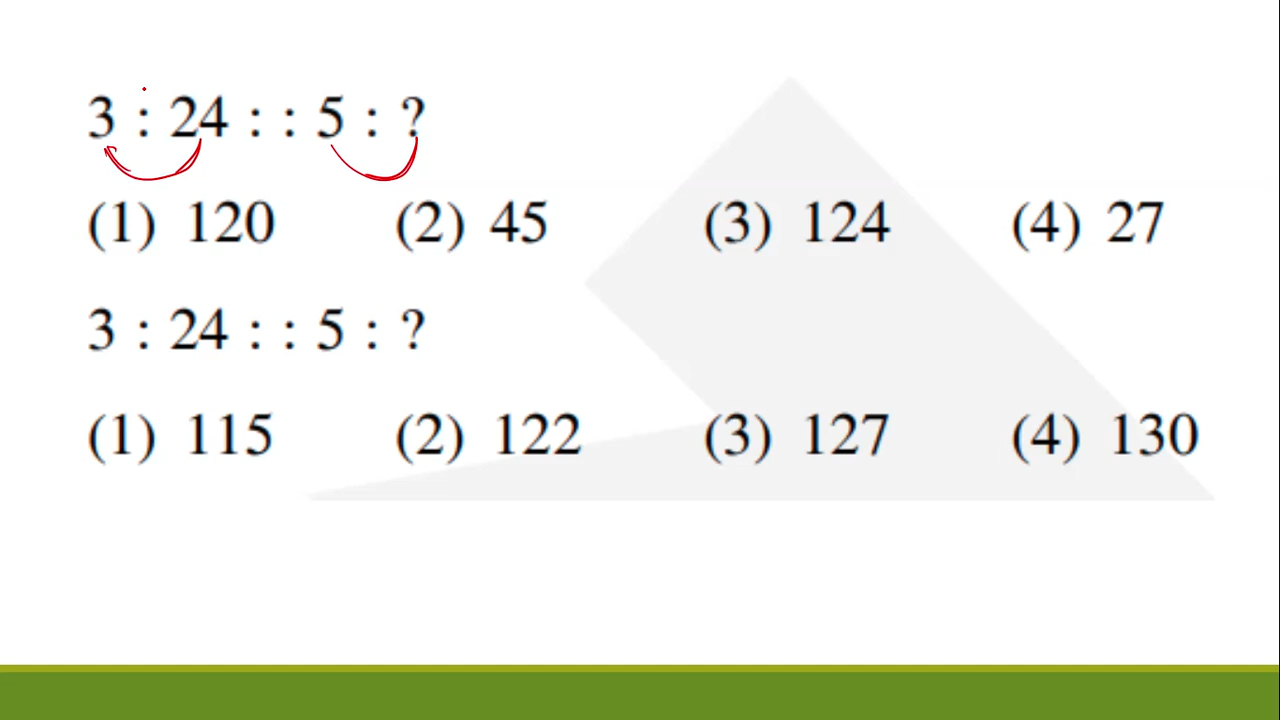 3 : 24 : : 5 : ?
(1) 120 (2) 45 (3) 124 (4) 27
3 : 24 : : 5 : ?
(1) 115 (2) 122 (3) 127 (4) 130